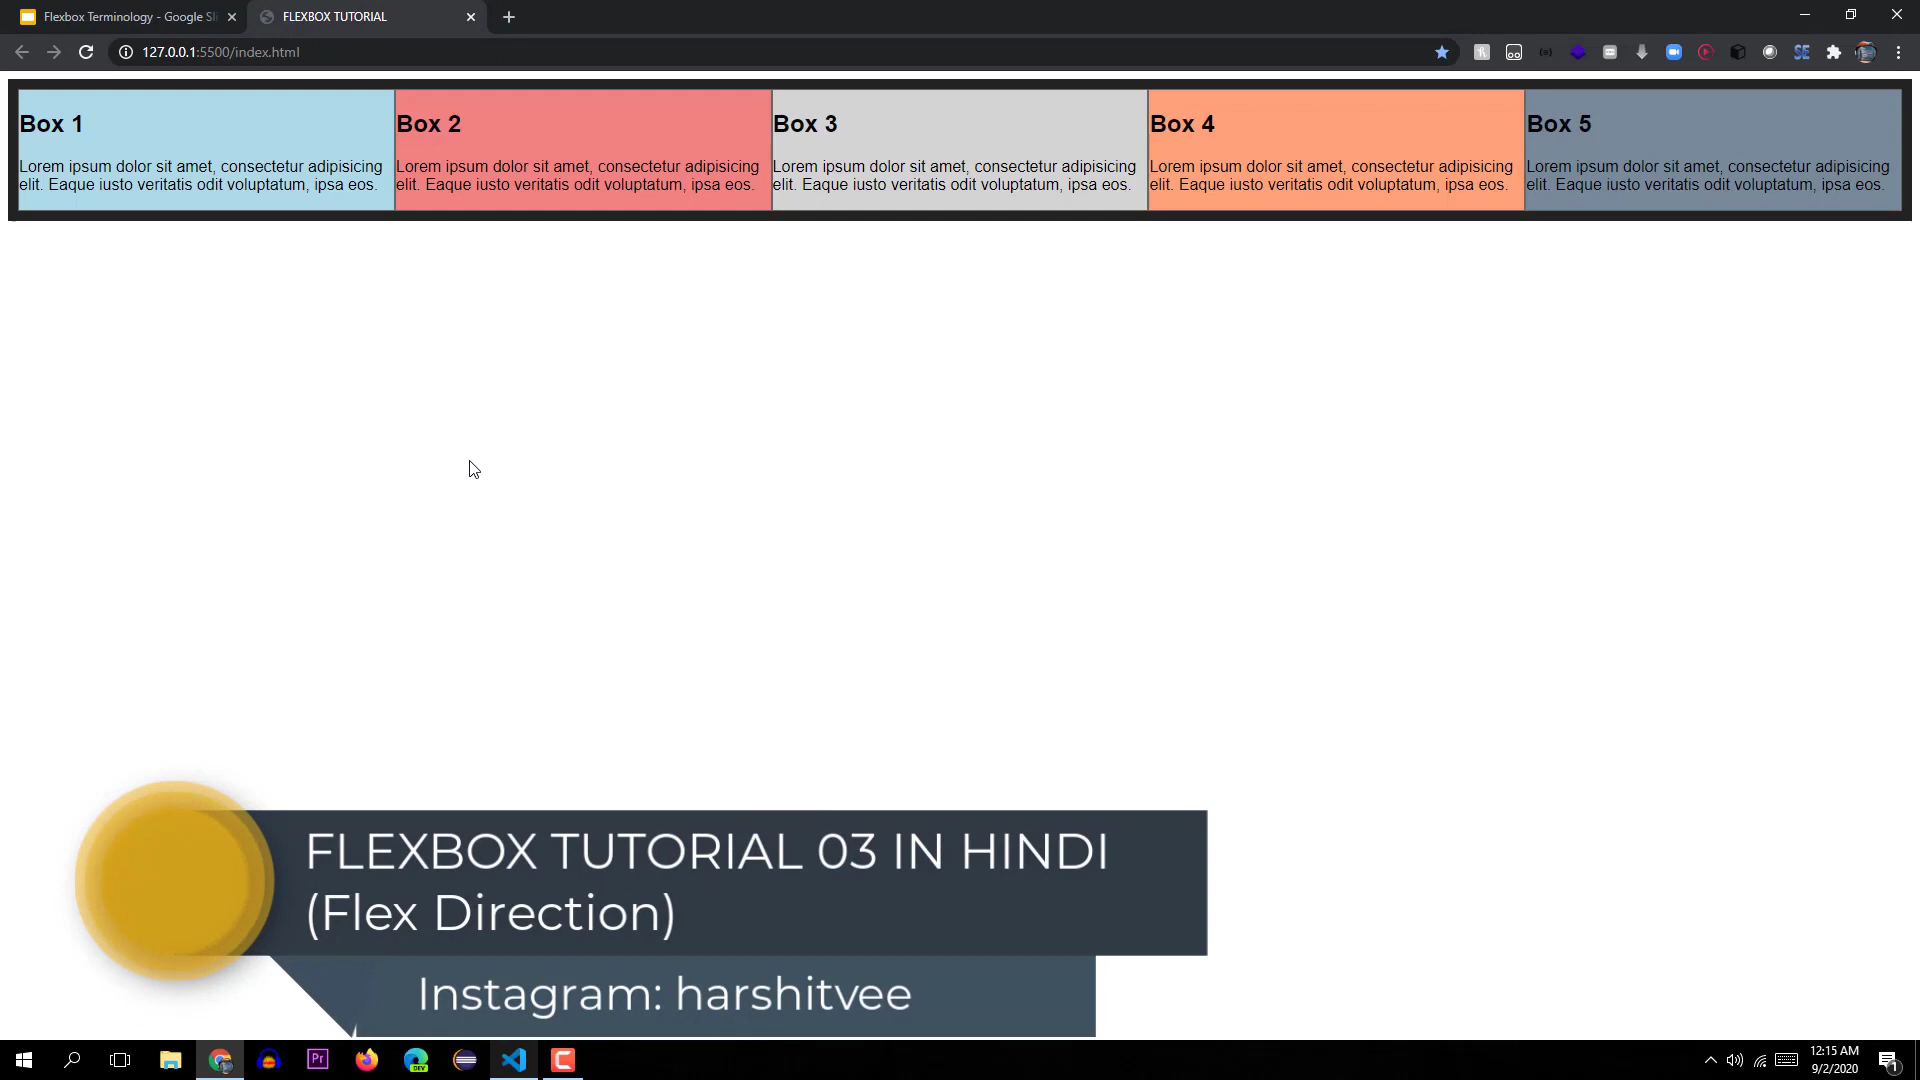 Flexbox Terminology - Google Sli
FLEXBOX TUTORIAL
127.0.0.1:5500/index.html
Box 1
Lorem ipsum dolor sit amet, consectetur adipisicing
elit. Eaque iusto veritatis odit voluptatum, ipsa eos.
Box 2
Lorem ipsum dolor sit amet, consectetur adipisicing
elit. Eaque iusto veritatis odit voluptatum, ipsa eos.
Box 3
Lorem ipsum dolor sit amet, consectetur adipisicing
elit. Eaque iusto veritatis odit voluptatum, ipsa eos.
Box 4
Lorem ipsum dolor sit amet, consectetur adipisicing
elit. Eaque iusto veritatis odit voluptatum, ipsa eos.
Box 5
Lorem ipsum dolor sit amet, consectetur adipisicing
elit. Eaque iusto veritatis odit voluptatum, ipsa eos.
FLEXBOX TUTORIAL 03 IN HINDI
(Flex Direction)
Instagram: harshitvee
Pr
DEV
12:15 AM
9/2/2020
1
SE